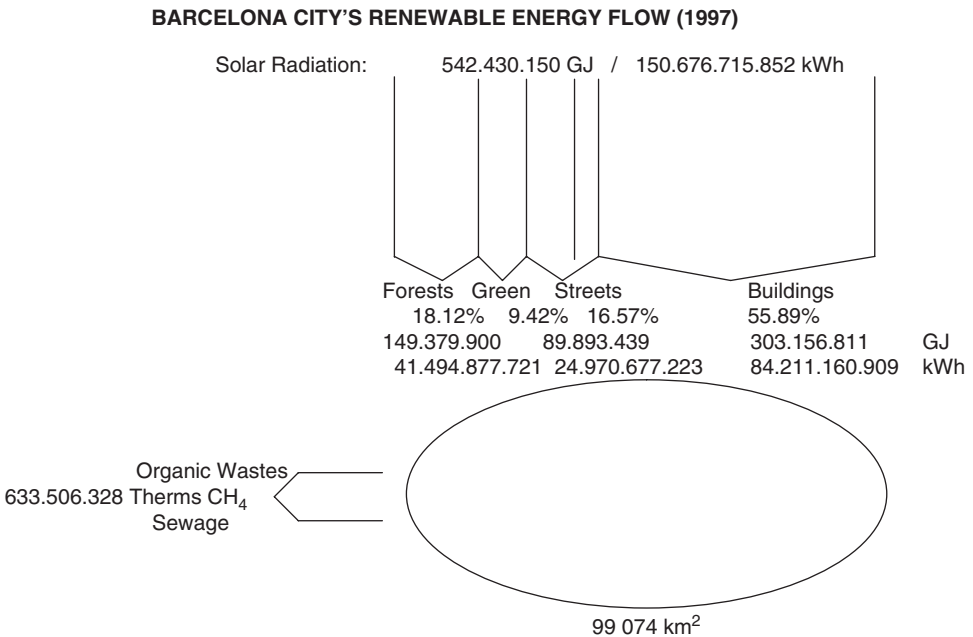 BARCELONA CITY'S RENEWABLE ENERGY FLOW (1997)
Solar Radiation: 542.430.150 GJ / 150.676.715.852 kWh
Forests Green Streets Buildings
18.12% 9.42% 16.57% 55.89%
149.379.900 89.893.439 303.156.811 GJ
41.494.877.721 24.970.677.223 84.211.160.909 kWh
Organic Wastes
633.506.328 Therms CH₄
Sewage
99 074 km²